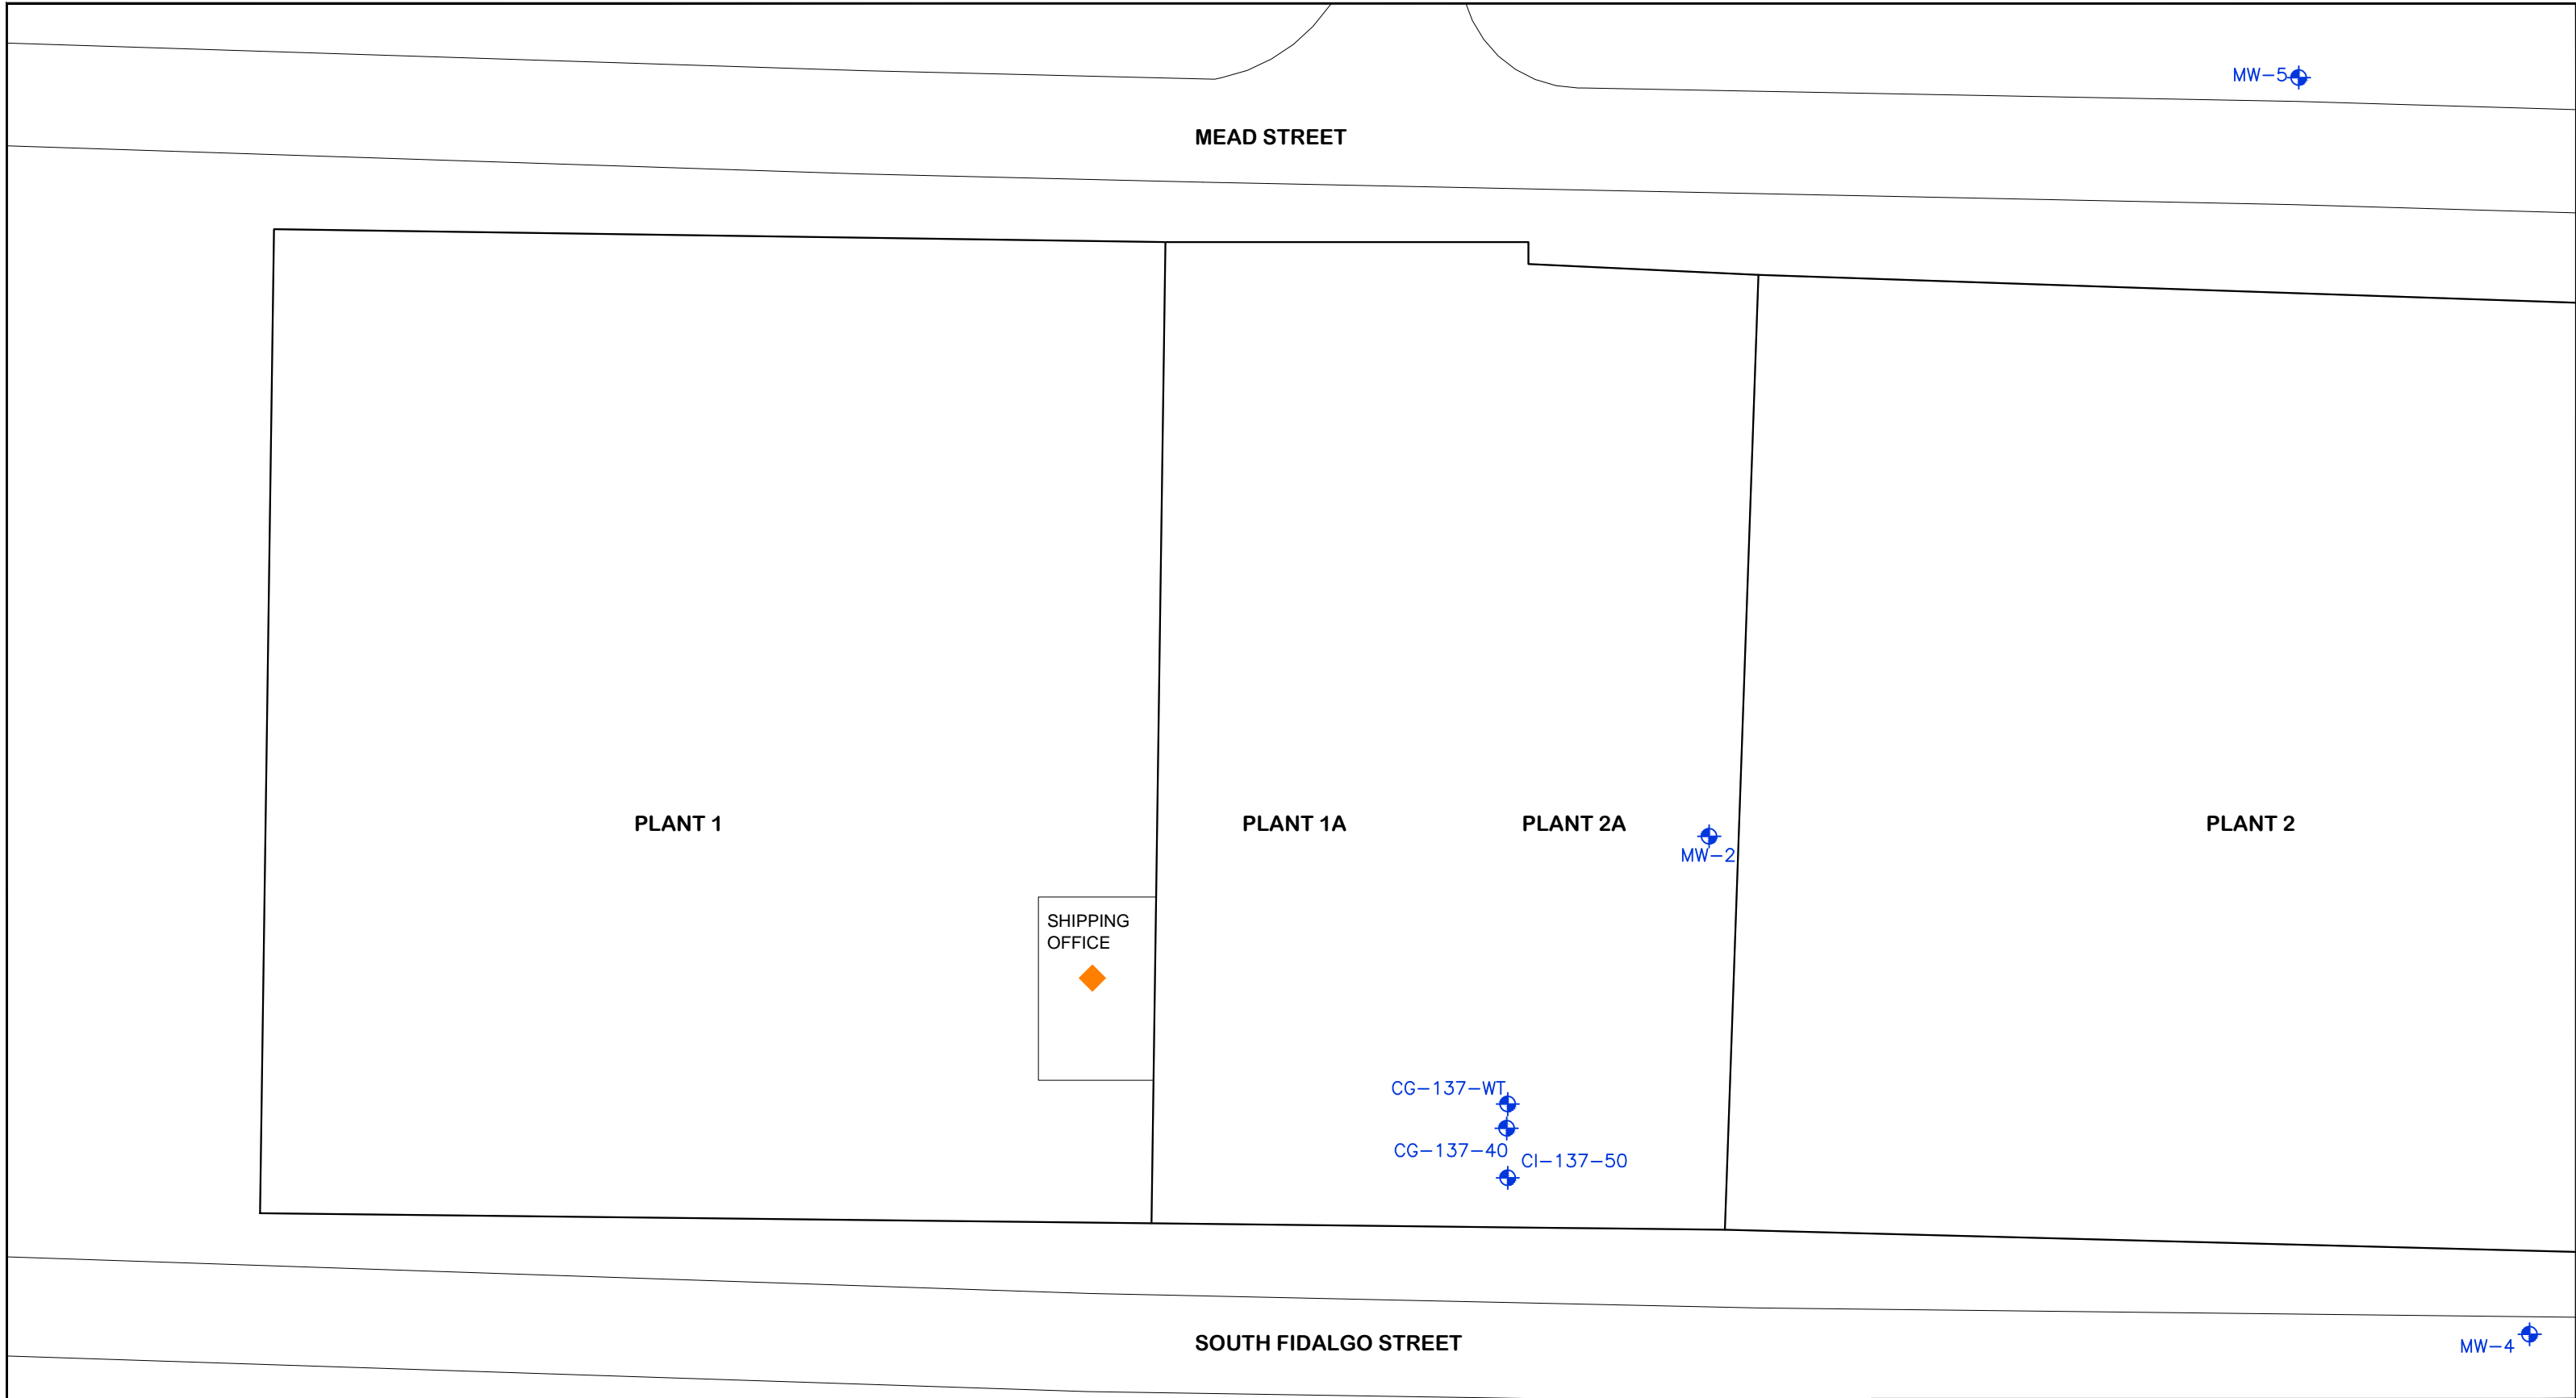 MW-5
MEAD STREET
PLANT 1
PLANT 1A
PLANT 2A
PLANT 2
MW-2
SHIPPING
OFFICE
CG-137-WT
CG-137-40
CI-137-50
SOUTH FIDALGO STREET
MW-4